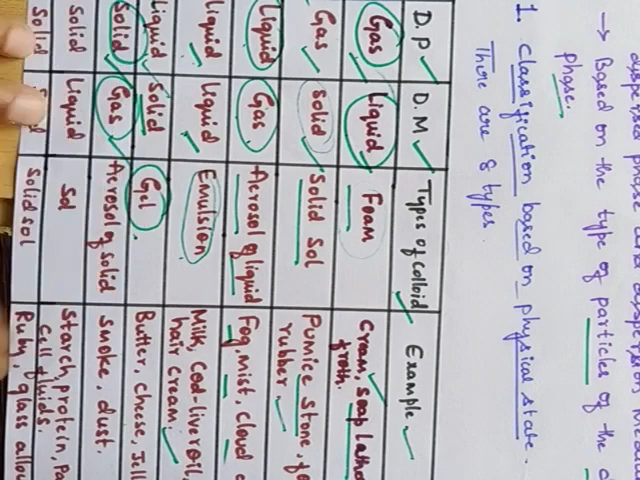 dispersed phase and dispersion
→ Based on the type of particles of the
phase.
1. Classification based on physical state.
There are 8 types.
D.P D.M Types of colloid Example
Gas Liquid Foam Cream, Soap
froth.
Gas Solid Solid Sol Pumice Stone,
rubber
Liquid Gas Aerosol of liquid Fog, mist, cloud
Liquid Liquid Emulsion Milk, Cod-liver oil,
hair cream.
Liquid Solid Gel Butter, cheese,
Solid Gas Aerosol of solid Smoke, dust.
Solid Liquid Sol Starch, protein,
cell fluids
Solid Solid sol Ruby, glass